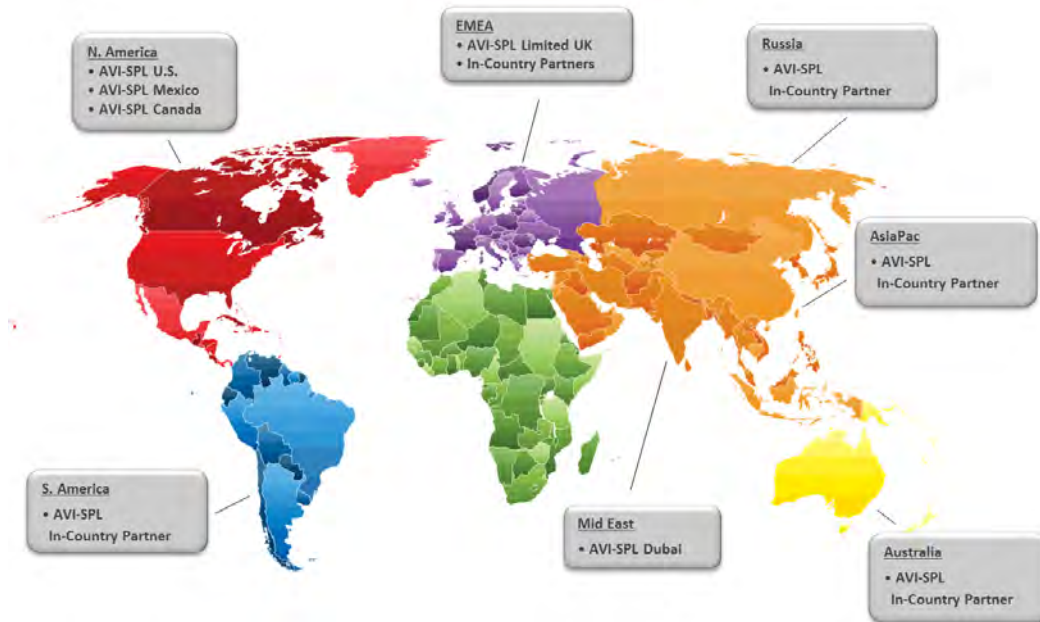 N. America
• AVI-SPL U.S.
• AVI-SPL Mexico
• AVI-SPL Canada
EMEA
• AVI-SPL Limited UK
• In-Country Partners
Russia
• AVI-SPL
In-Country Partner
AsiaPac
• AVI-SPL
In-Country Partner
S. America
• AVI-SPL
In-Country Partner
Mid East
• AVI-SPL Dubai
Australia
• AVI-SPL
In-Country Partner